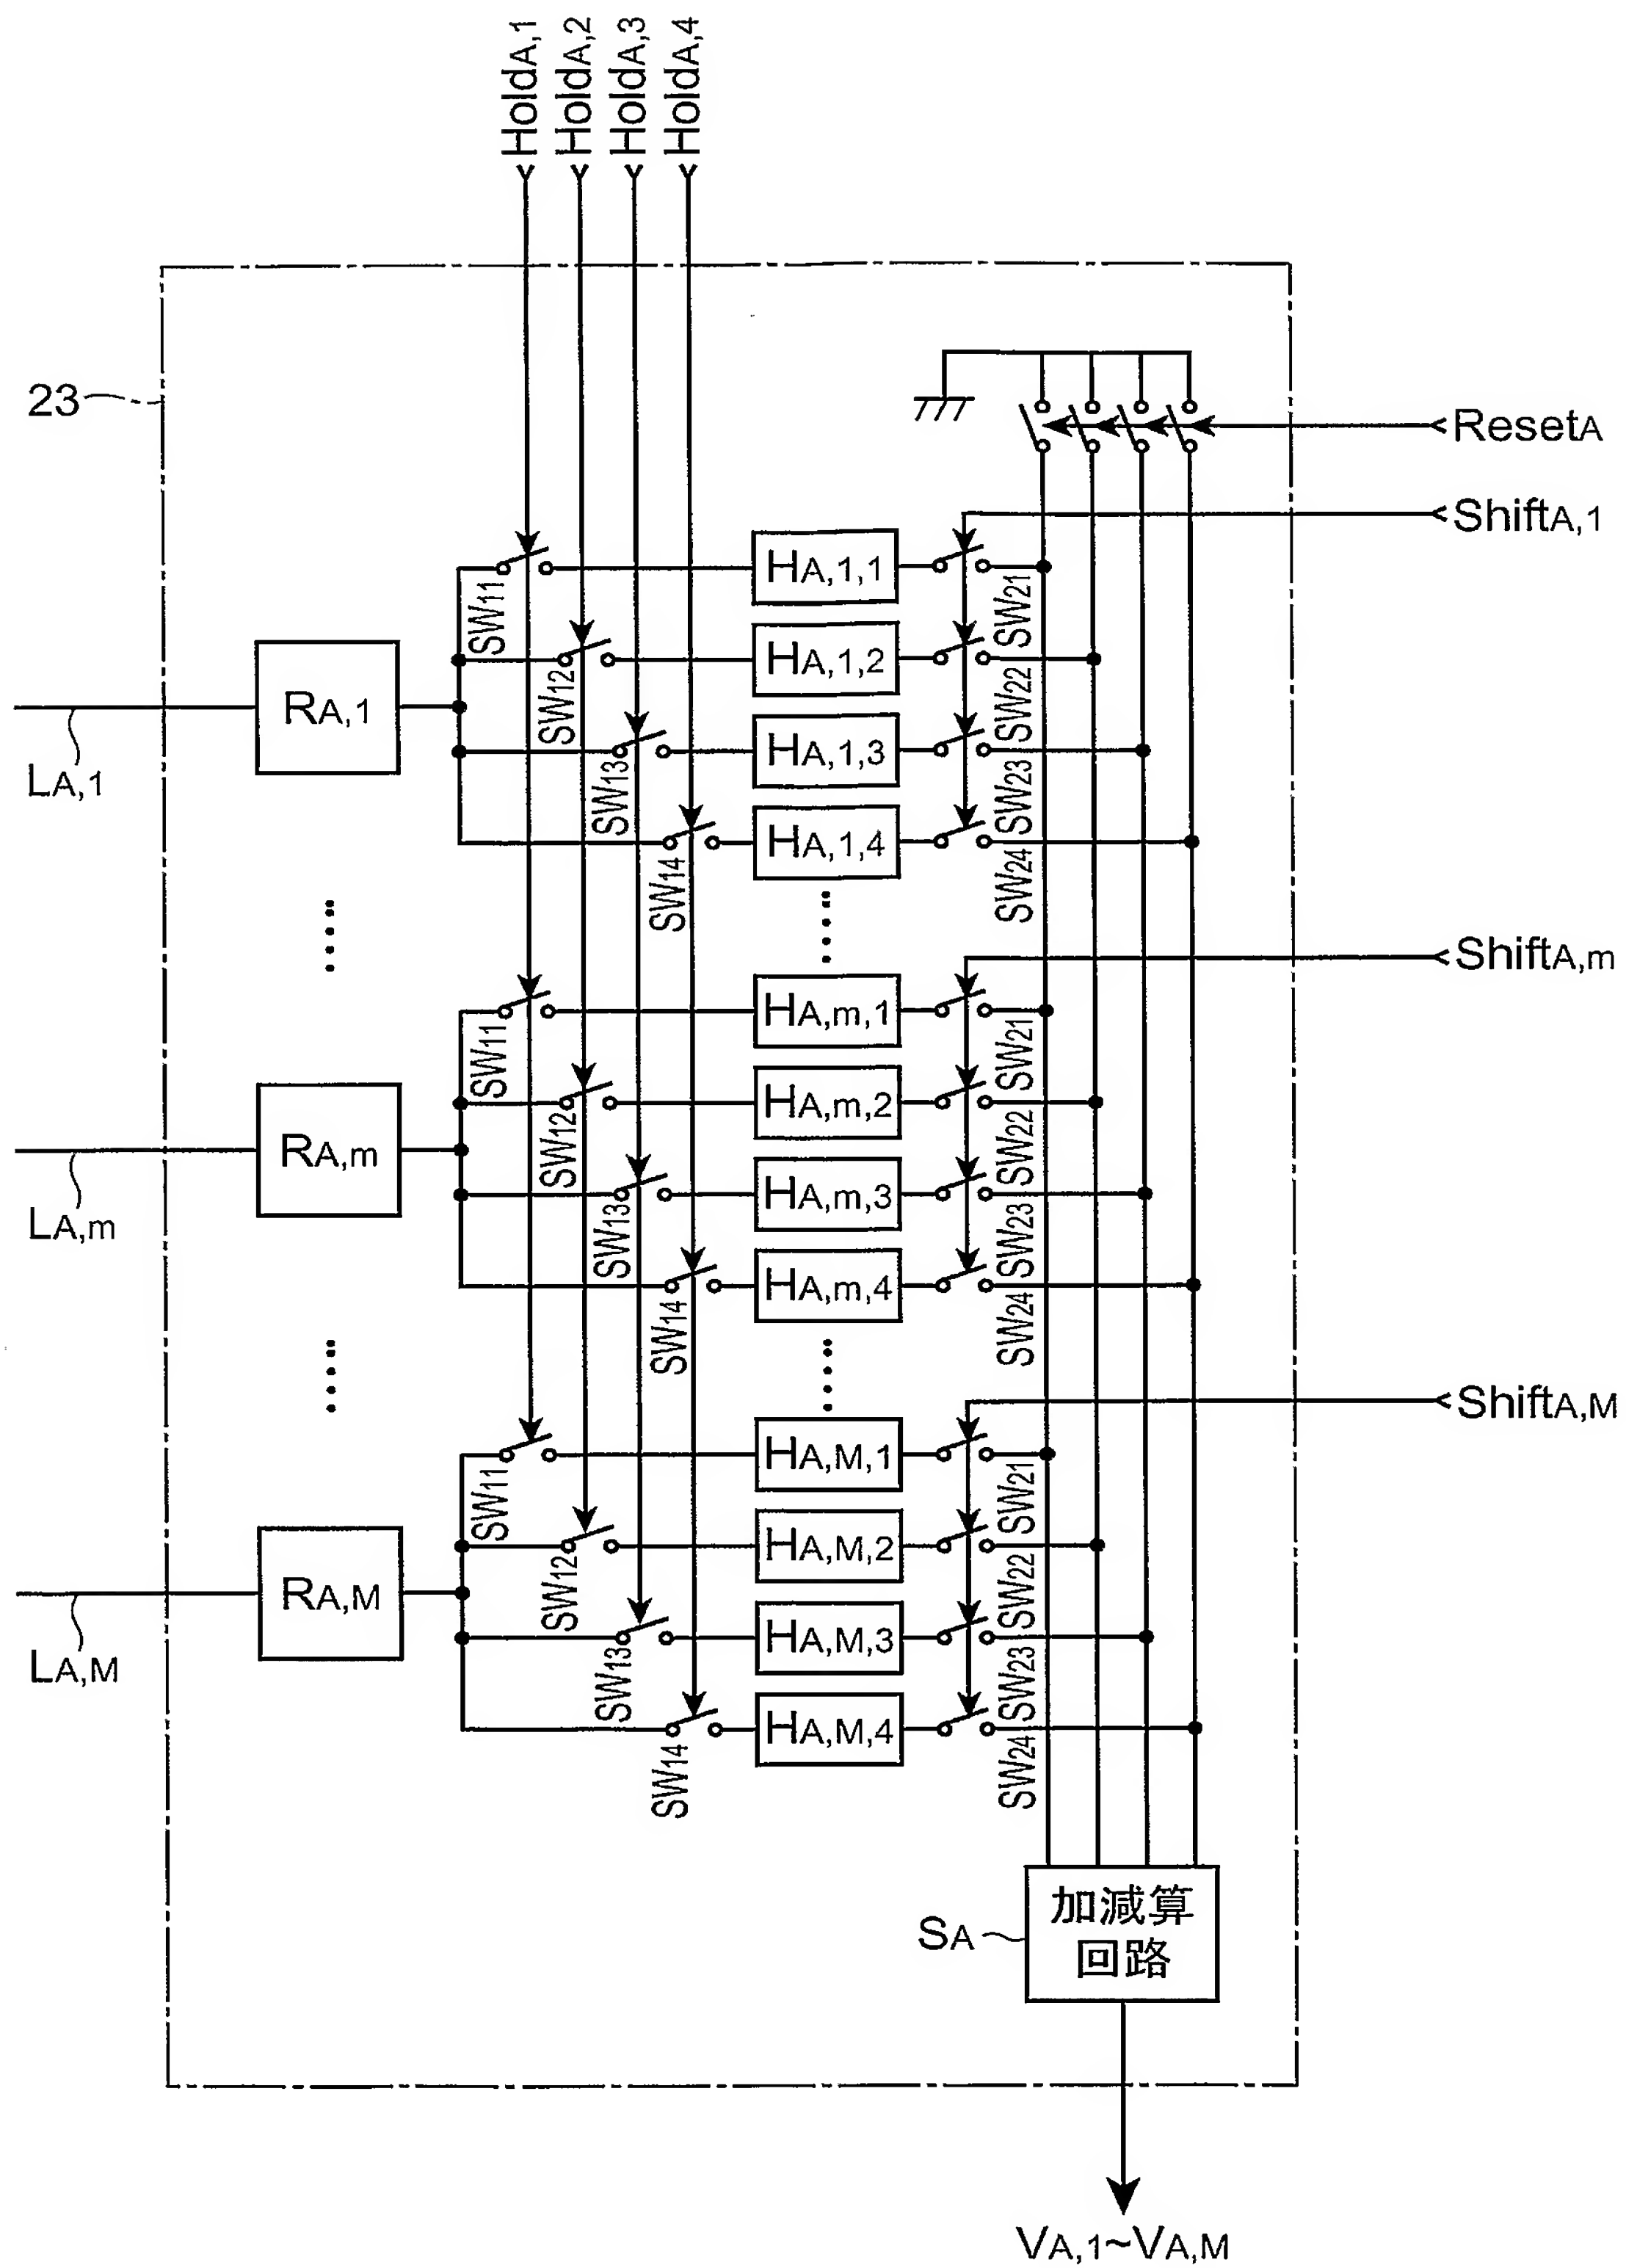 HoldA,1
HoldA,2
HoldA,3
HoldA,4
23
ResetA
ShiftA,1
HA,1,1
SW11
SW21
RA,1
HA,1,2
SW12
SW22
LA,1
HA,1,3
SW13
SW23
HA,1,4
SW14
SW24
ShiftA,m
HA,m,1
SW11
SW21
RA,m
HA,m,2
SW12
SW22
LA,m
HA,m,3
SW13
SW23
HA,m,4
SW14
SW24
ShiftA,M
HA,M,1
SW11
SW21
RA,M
HA,M,2
SW12
SW22
LA,M
HA,M,3
SW13
SW23
HA,M,4
SW14
SW24
SA
加減算
回路
VA,1~VA,M